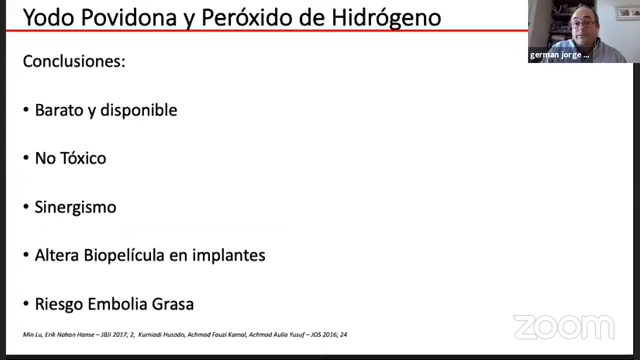 Yodo Povidona y Peróxido de Hidrógeno
german jorge ...
Conclusiones:
• Barato y disponible
• No Tóxico
• Sinergismo
• Altera Biopelícula en implantes
• Riesgo Embolia Grasa
Min Lu, Erik Nahan Hanse – JBJI 2017; 2, Kurniadi Husodo, Achmad Fauzi Kamal, Achmad Aulia Yusuf – JOS 2016; 24
zoom